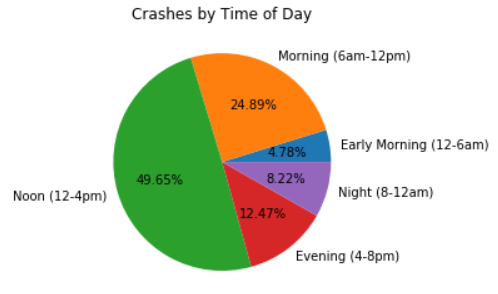 Crashes by Time of Day
Morning (6am-12pm)
24.89%
Early Morning (12-6am)
4.78%
49.65%
8.22%
Noon (12-4pm)
Night (8-12am)
12.47%
Evening (4-8pm)